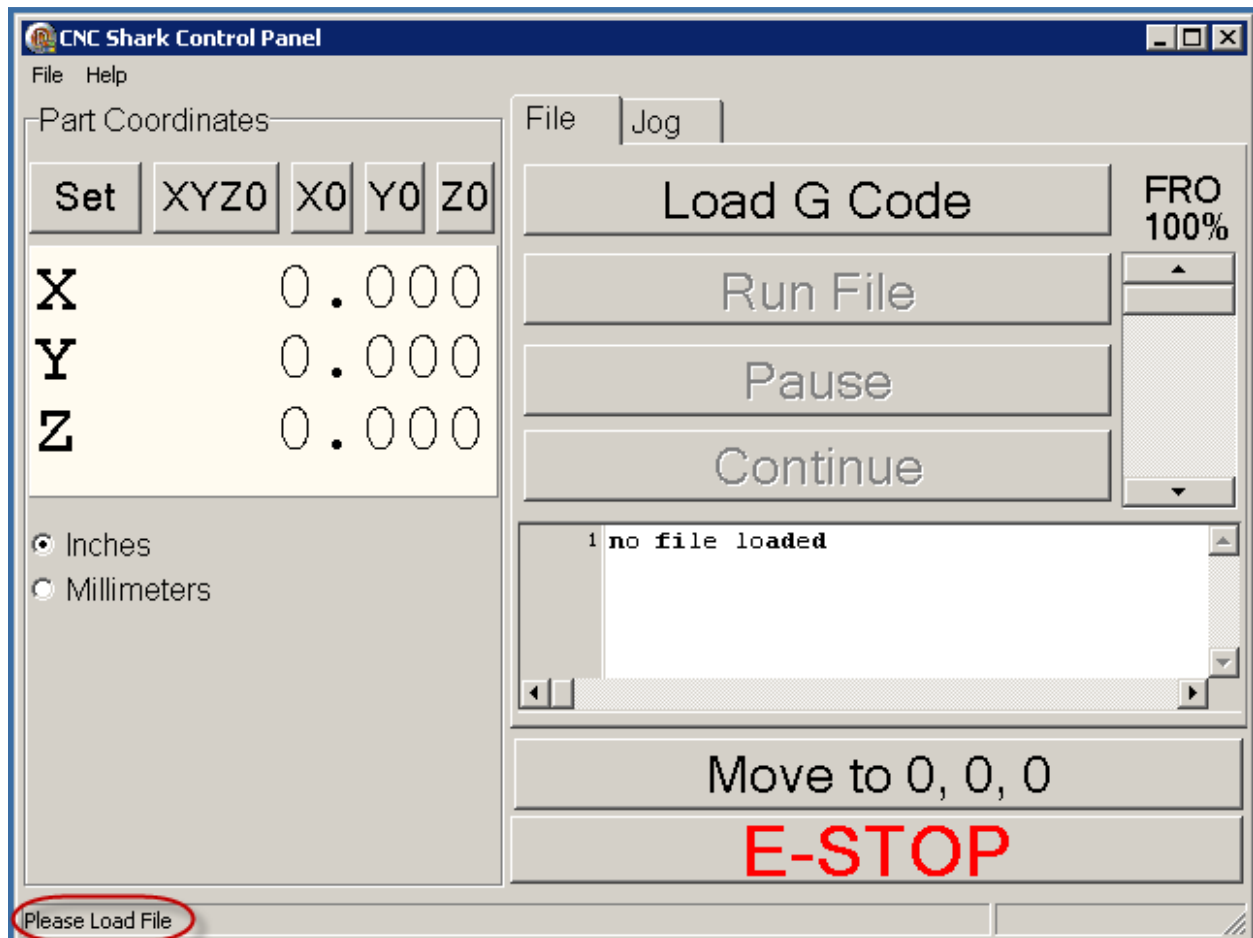 CNC Shark Control Panel
File Help
Part Coordinates
Set XYZ0 X0 Y0 Z0
X 0.000
Y 0.000
Z 0.000
Inches
Millimeters
File Jog
Load G Code
Run File
Pause
Continue
FRO
100%
1 no file loaded
Move to 0, 0, 0
E-STOP
Please Load File